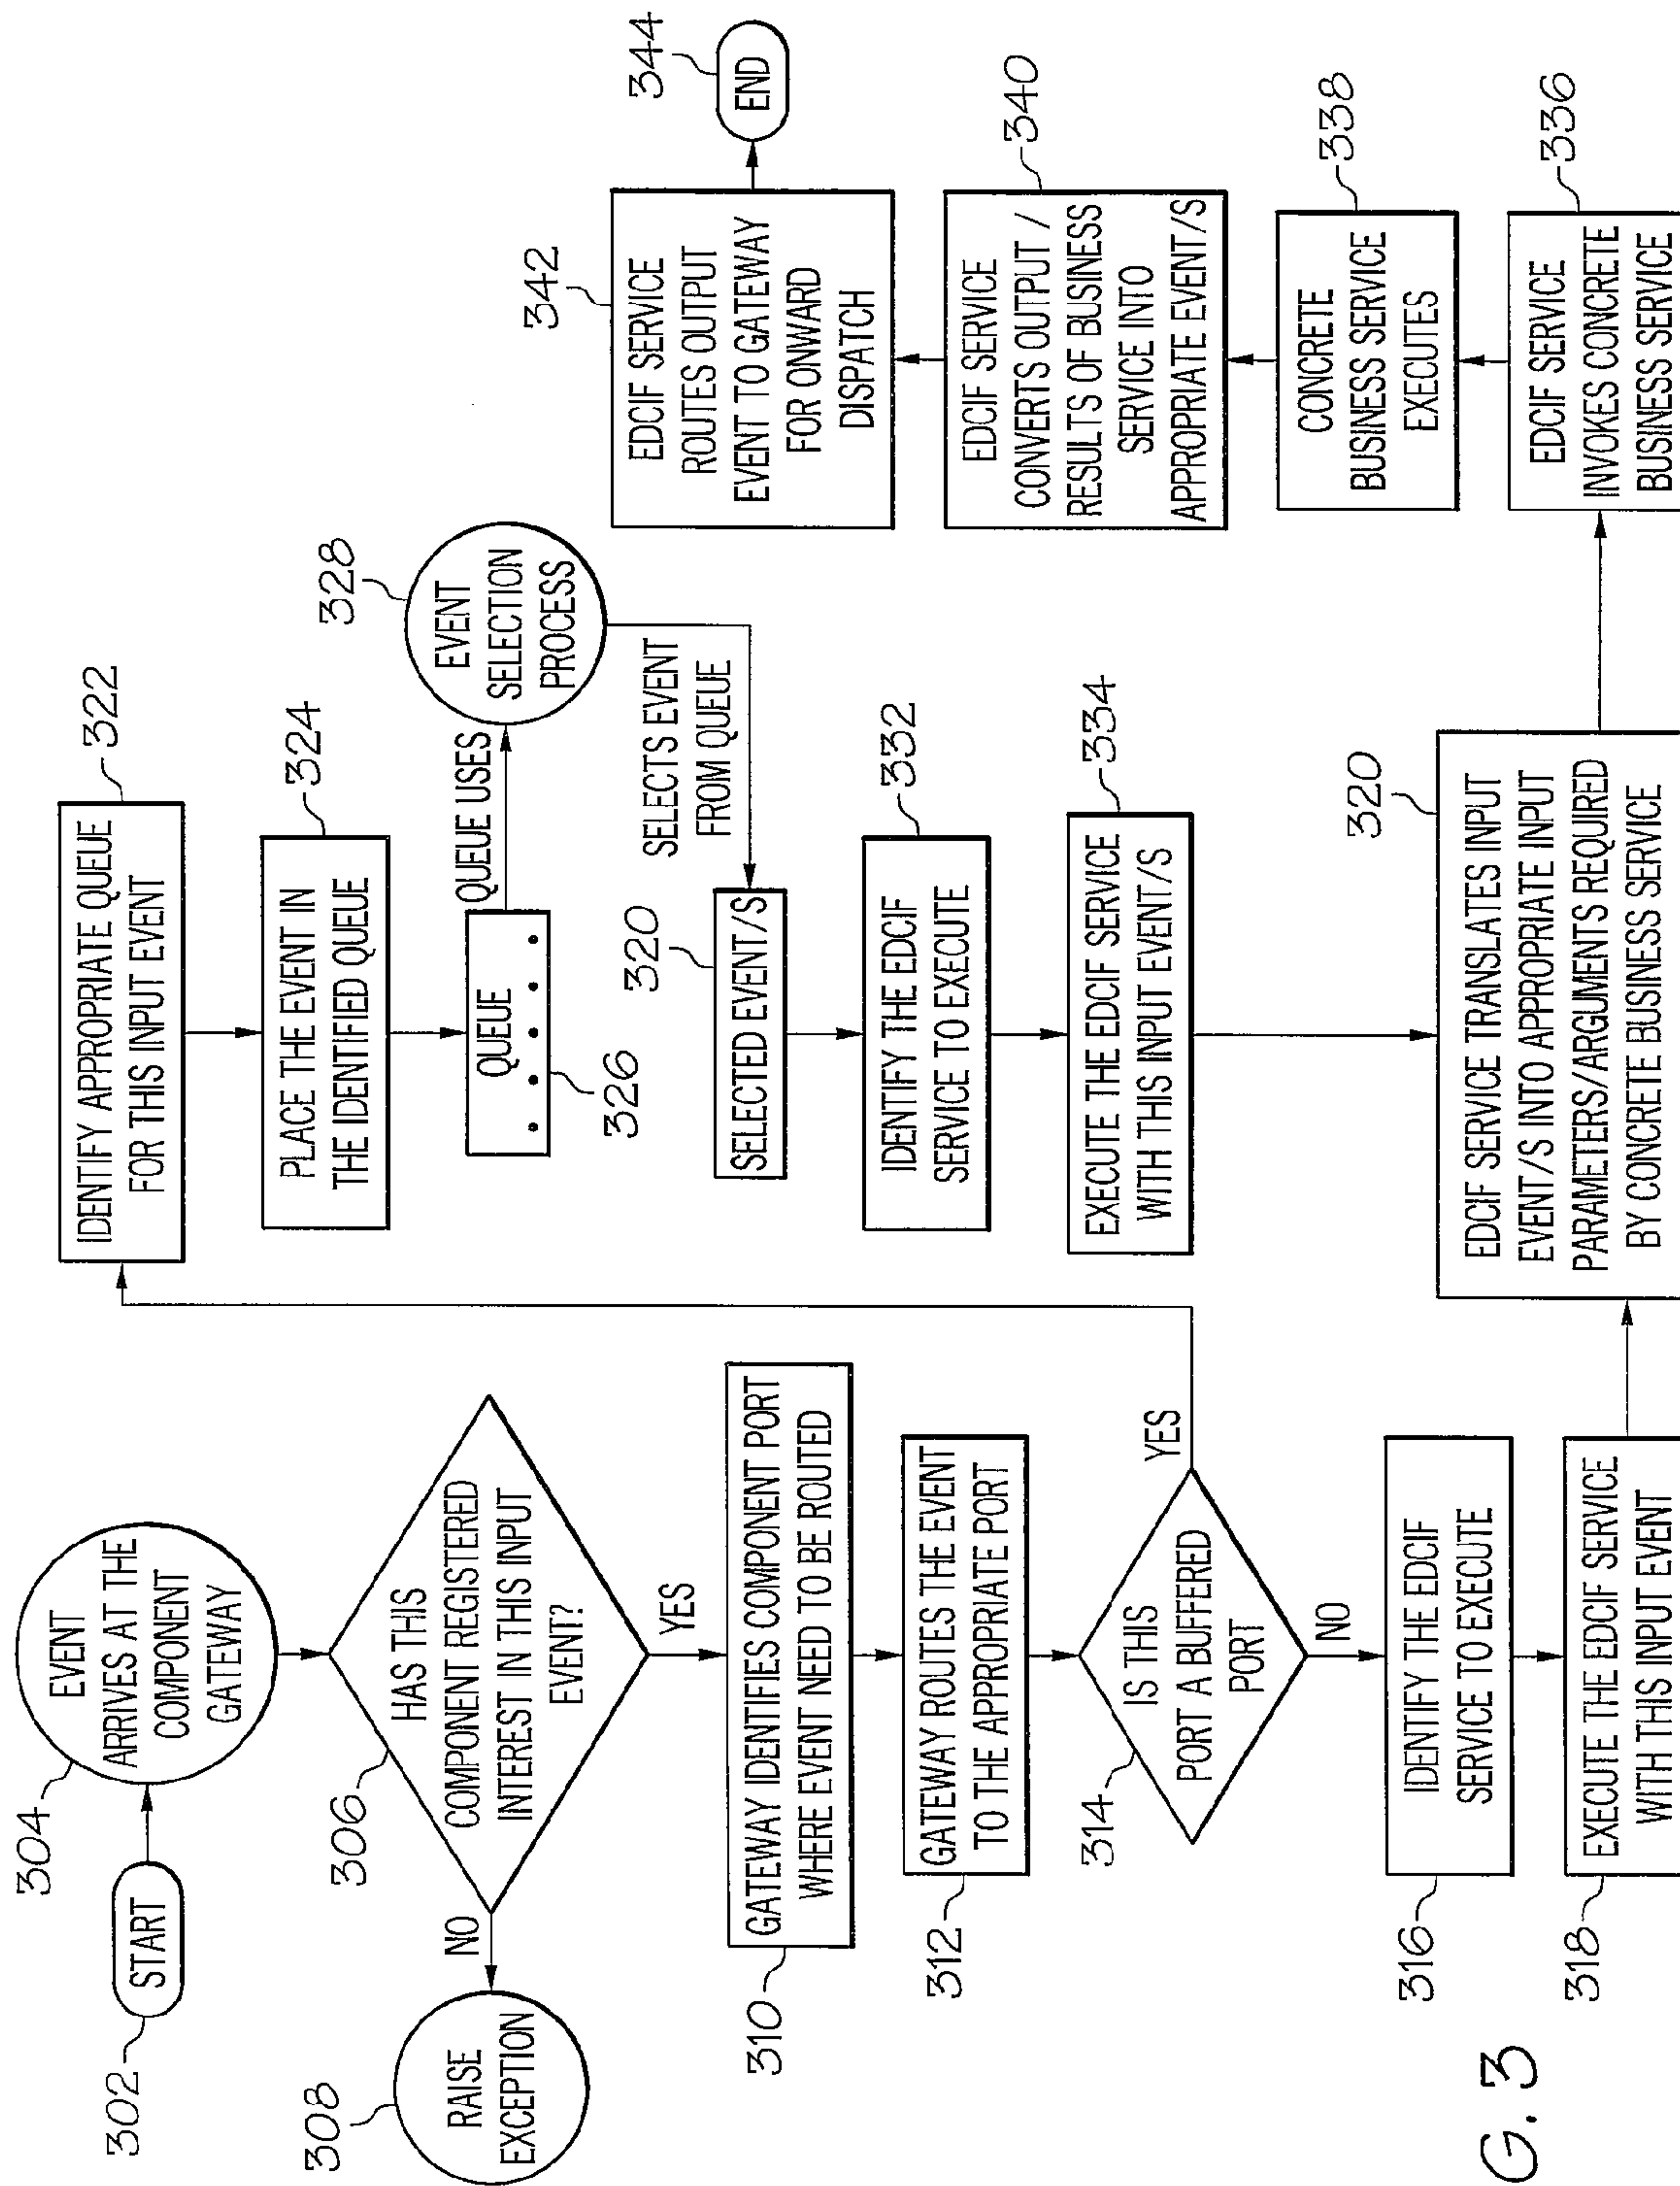 302
START
304
EVENT
ARRIVES AT THE
COMPONENT
GATEWAY
306
HAS THIS
COMPONENT REGISTERED
INTEREST IN THIS INPUT
EVENT?
NO
308
RAISE
EXCEPTION
YES
310
GATEWAY IDENTIFIES COMPONENT PORT
WHERE EVENT NEED TO BE ROUTED
312
GATEWAY ROUTES THE EVENT
TO THE APPROPRIATE PORT
314
IS THIS
PORT A BUFFERED
PORT
YES
NO
316
IDENTIFY THE EDCIF
SERVICE TO EXECUTE
318
EXECUTE THE EDCIF SERVICE
WITH THIS INPUT EVENT
322
IDENTIFY APPROPRIATE QUEUE
FOR THIS INPUT EVENT
324
PLACE THE EVENT IN
THE IDENTIFIED QUEUE
QUEUE
326
QUEUE USES
328
EVENT
SELECTION
PROCESS
SELECTS EVENT
FROM QUEUE
320
SELECTED EVENT/S
332
IDENTIFY THE EDCIF
SERVICE TO EXECUTE
334
EXECUTE THE EDCIF SERVICE
WITH THIS INPUT EVENT/S
320
EDCIF SERVICE TRANSLATES INPUT
EVENT/S INTO APPROPRIATE INPUT
PARAMETERS/ARGUMENTS REQUIRED
BY CONCRETE BUSINESS SERVICE
336
EDCIF SERVICE
INVOKES CONCRETE
BUSINESS SERVICE
338
CONCRETE
BUSINESS SERVICE
EXECUTES
340
EDCIF SERVICE
CONVERTS OUTPUT /
RESULTS OF BUSINESS
SERVICE INTO
APPROPRIATE EVENT/S
342
EDCIF SERVICE
ROUTES OUTPUT
EVENT TO GATEWAY
FOR ONWARD
DISPATCH
344
END
G. 3